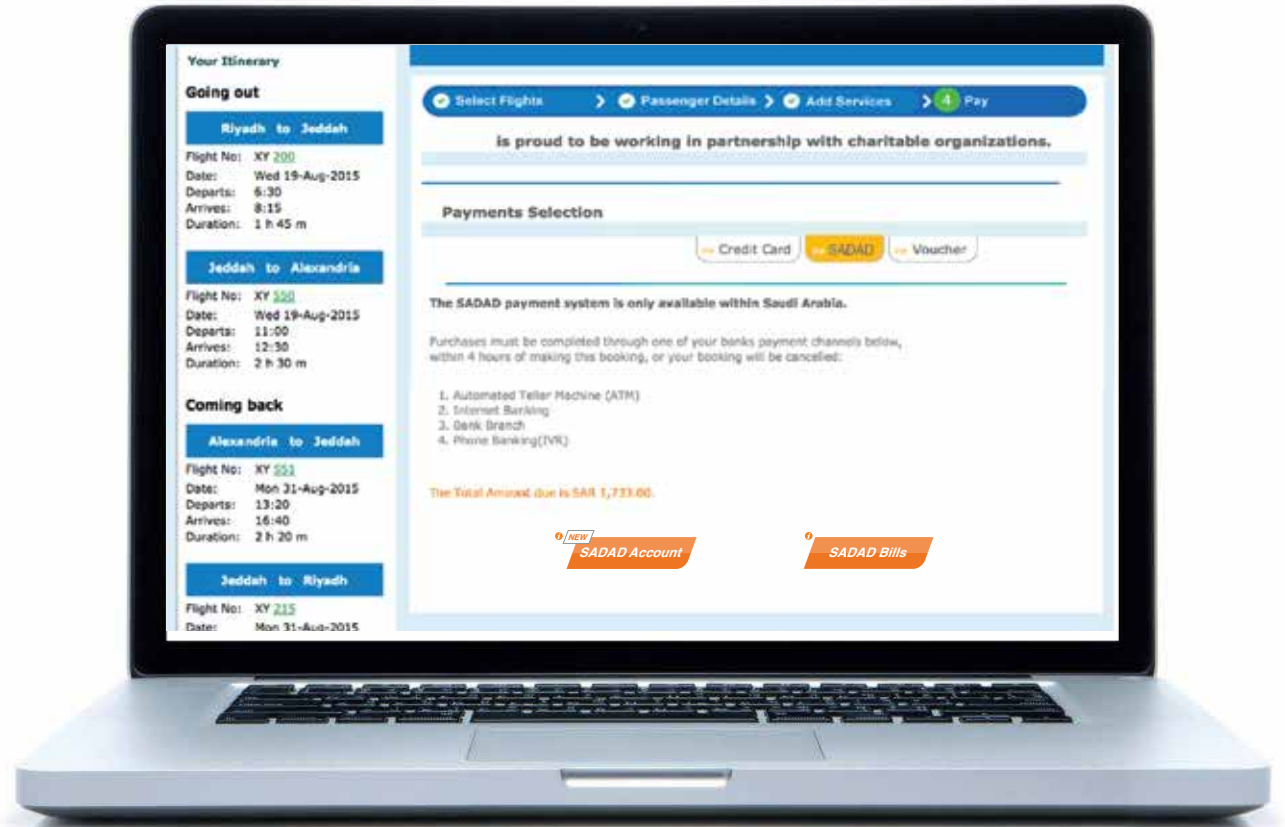 Your Itinerary
Going out
Riyadh to Jeddah
Flight No: XY 200
Date: Wed 19-Aug-2015
Departs: 6:30
Arrives: 8:15
Duration: 1 h 45 m
Jeddah to Alexandria
Flight No: XY 550
Date: Wed 19-Aug-2015
Departs: 11:00
Arrives: 12:30
Duration: 2 h 30 m
Coming back
Alexandria to Jeddah
Flight No: XY 551
Date: Mon 31-Aug-2015
Departs: 13:20
Arrives: 16:40
Duration: 2 h 20 m
Jeddah to Riyadh
Flight No: XY 215
Date: Mon 31-Aug-2015
Select Flights Passenger Details Add Services 4 Pay
is proud to be working in partnership with charitable organizations.
Payments Selection
Credit Card SADAD Voucher
The SADAD payment system is only available within Saudi Arabia.
Purchases must be completed through one of your banks payment channels below,
within 4 hours of making this booking, or your booking will be cancelled:
1. Automated Teller Machine (ATM)
2. Internet Banking
3. Bank Branch
4. Phone Banking(IVR)
The Total Amount due is SAR 1,733.00.
NEW
SADAD Account
SADAD Bills